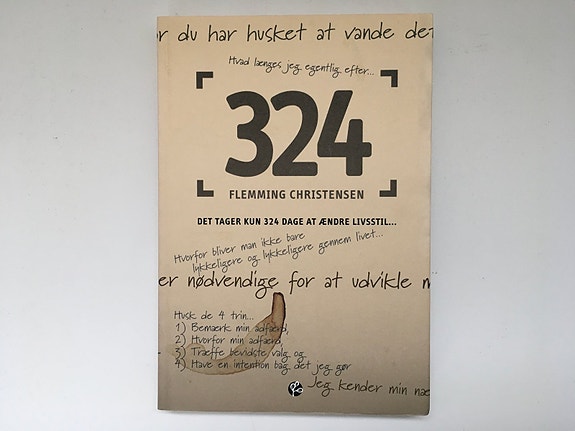 r du har husket at vande det
Hvad længes jeg egentlig efter...
324
FLEMMING CHRISTENSEN
DET TAGER KUN 324 DAGE AT ÆNDRE LIVSSTIL...
Hvorfor bliver man ikke bare
lykkeligere og lykkeligere gennem livet...
er nødvendige for at udvikle m
Husk de 4 trin...
1) Bemærk min adfærd,
2) Hvorfor min adfærd,
3) Træffe bevidste valg og
4) Have en intention bag det jeg gør
Jeg kender min næ